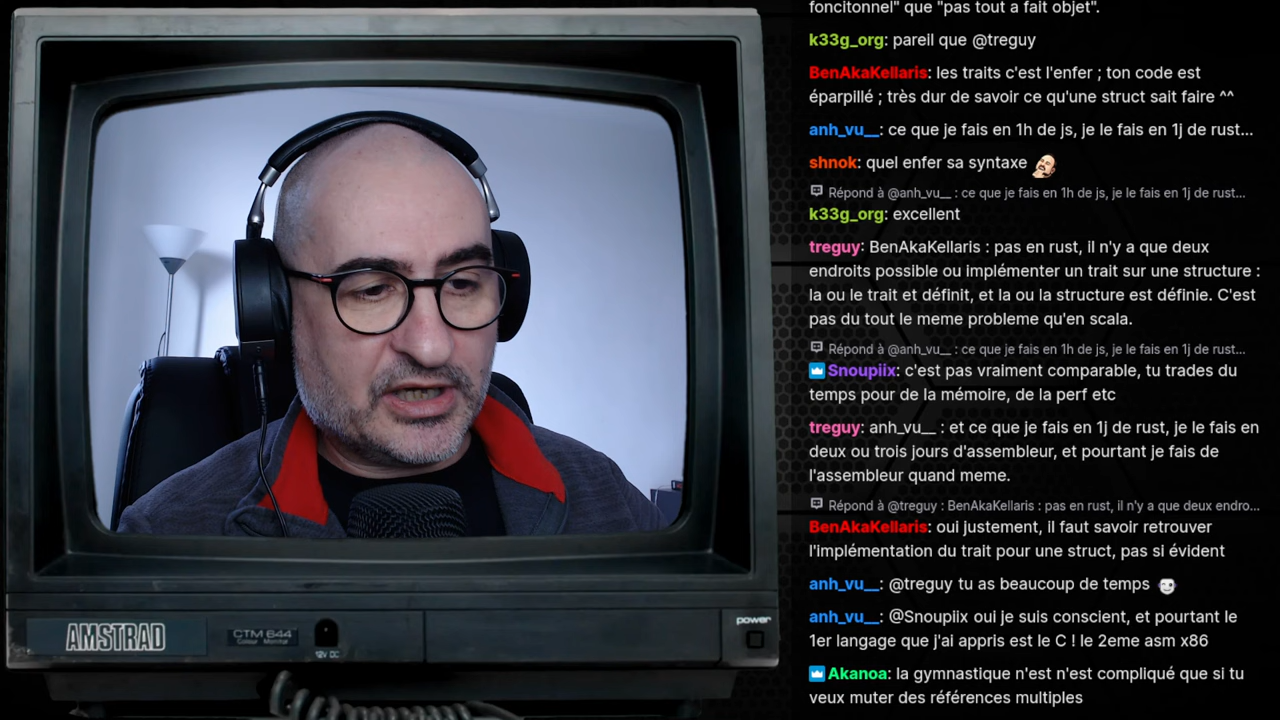 foncitonnel" que "pas tout a fait objet".
k33g_org: pareil que @treguy
BenAkaKellaris: les traits c'est l'enfer ; ton code est
éparpillé ; très dur de savoir ce qu'une struct sait faire ^^
anh_vu__: ce que je fais en 1h de js, je le fais en 1j de rust...
shnok: quel enfer sa syntaxe
Répond à @anh_vu__ : ce que je fais en 1h de js, je le fais en 1j de rust...
k33g_org: excellent
treguy: BenAkaKellaris : pas en rust, il n'y a que deux
endroits possible ou implémenter un trait sur une structure :
la ou le trait et définit, et la ou la structure est définie. C'est
pas du tout le meme probleme qu'en scala.
Répond à @anh_vu__ : ce que je fais en 1h de js, je le fais en 1j de rust...
Snoupiix: c'est pas vraiment comparable, tu trades du
temps pour de la mémoire, de la perf etc
treguy: anh_vu__ : et ce que je fais en 1j de rust, je le fais en
deux ou trois jours d'assembleur, et pourtant je fais de
l'assembleur quand meme.
Répond à @treguy : BenAkaKellaris : pas en rust, il n'y a que deux endro...
BenAkaKellaris: oui justement, il faut savoir retrouver
l'implémentation du trait pour une struct, pas si évident
anh_vu__: @treguy tu as beaucoup de temps
anh_vu__: @Snoupiix oui je suis conscient, et pourtant le
1er langage que j'ai appris est le C ! le 2eme asm x86
Akanoa: la gymnastique n'est n'est compliqué que si tu
veux muter des références multiples
AMSTRAD
CTM 644
Colour Monitor
12V DC
power